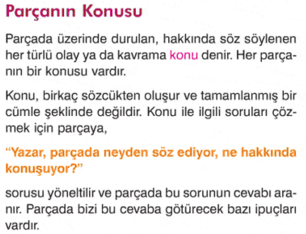 Parçanın Konusu
Parçada üzerinde durulan, hakkında söz söylenen
her türlü olay ya da kavrama konu denir. Her parça-
nın bir konusu vardır.
Konu, birkaç sözcükten oluşur ve tamamlanmış bir
cümle şeklinde değildir. Konu ile ilgili soruları çöz-
mek için parçaya,
“Yazar, parçada neyden söz ediyor, ne hakkında
konuşuyor?”
sorusu yöneltilir ve parçada bu sorunun cevabı ara-
nır. Parçada bizi bu cevaba götürecek bazı ipuçları
vardır.